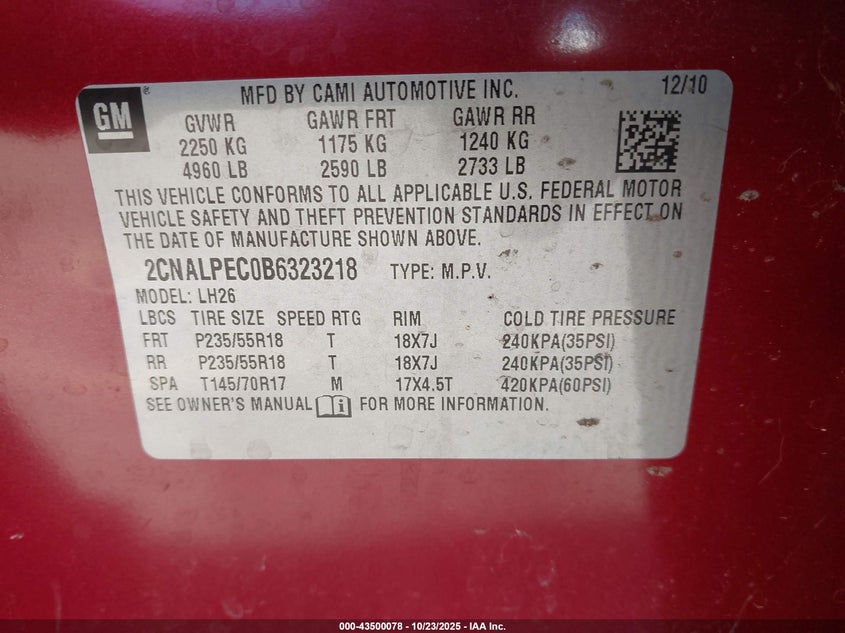 GM
®
MFD BY CAMI AUTOMOTIVE INC. 12/10
GVWR GAWR FRT GAWR RR
2250 KG 1175 KG 1240 KG
4960 LB 2590 LB 2733 LB
THIS VEHICLE CONFORMS TO ALL APPLICABLE U.S. FEDERAL MOTOR
VEHICLE SAFETY AND THEFT PREVENTION STANDARDS IN EFFECT ON
THE DATE OF MANUFACTURE SHOWN ABOVE.
2CNALPEC0B6323218 TYPE: M.P.V.
MODEL: LH26
LBCS TIRE SIZE SPEED RTG RIM COLD TIRE PRESSURE
FRT P235/55R18 T 18X7J 240KPA(35PSI)
RR P235/55R18 T 18X7J 240KPA(35PSI)
SPA T145/70R17 M 17X4.5T 420KPA(60PSI)
SEE OWNER'S MANUAL i FOR MORE INFORMATION.
000-43500078 - 10/23/2025 - IAA Inc.